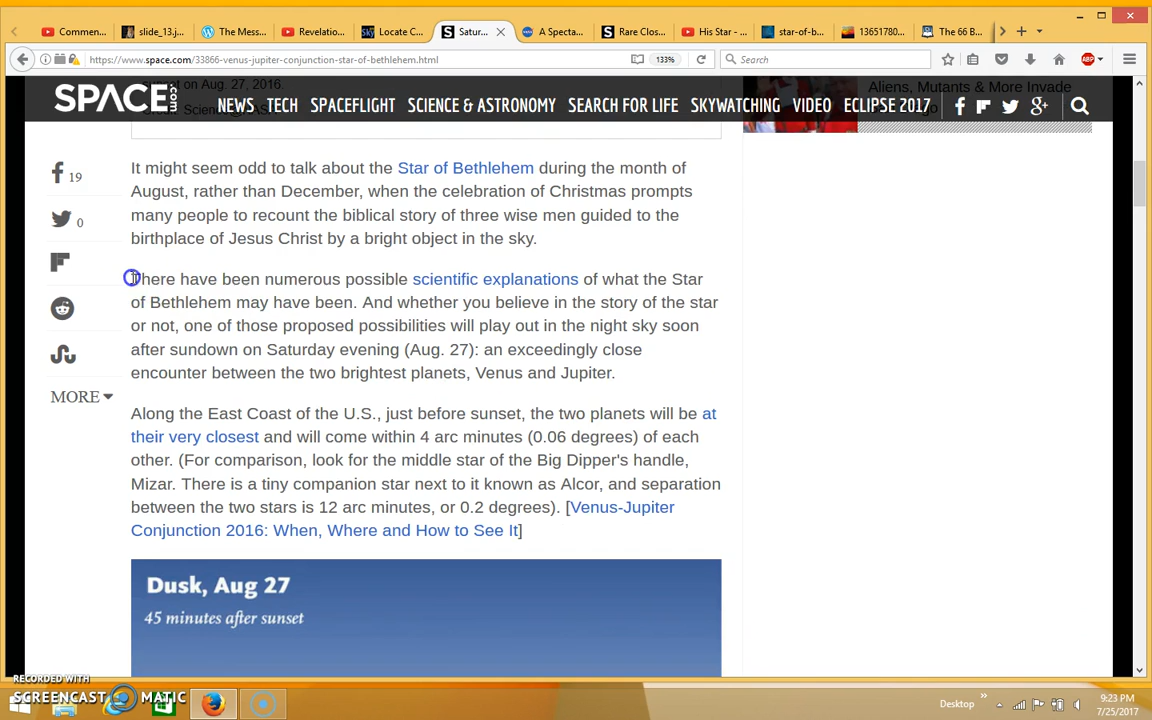 Commen...
slide_13.j...
The Mess...
Revelatio...
Locate C...
Satur...
A Specta...
Rare Clos...
His Star - ...
star-of-b...
13651780...
The 66 B...
https://www.space.com/33866-venus-jupiter-conjunction-star-of-bethlehem.html
133%
Search
ABP
sunset on Aug. 27, 2016.
SPACE.com
NEWS TECH SPACEFLIGHT SCIENCE & ASTRONOMY SEARCH FOR LIFE SKYWATCHING VIDEO ECLIPSE 2017
Aliens, Mutants & More Invade
It might seem odd to talk about the Star of Bethlehem during the month of
August, rather than December, when the celebration of Christmas prompts
many people to recount the biblical story of three wise men guided to the
birthplace of Jesus Christ by a bright object in the sky.
19
0
MORE
There have been numerous possible scientific explanations of what the Star
of Bethlehem may have been. And whether you believe in the story of the star
or not, one of those proposed possibilities will play out in the night sky soon
after sundown on Saturday evening (Aug. 27): an exceedingly close
encounter between the two brightest planets, Venus and Jupiter.
Along the East Coast of the U.S., just before sunset, the two planets will be at
their very closest and will come within 4 arc minutes (0.06 degrees) of each
other. (For comparison, look for the middle star of the Big Dipper's handle,
Mizar. There is a tiny companion star next to it known as Alcor, and separation
between the two stars is 12 arc minutes, or 0.2 degrees). [Venus-Jupiter
Conjunction 2016: When, Where and How to See It]
Dusk, Aug 27
45 minutes after sunset
RECORDED WITH
SCREENCAST MATIC
Desktop
9:23 PM
7/25/2017